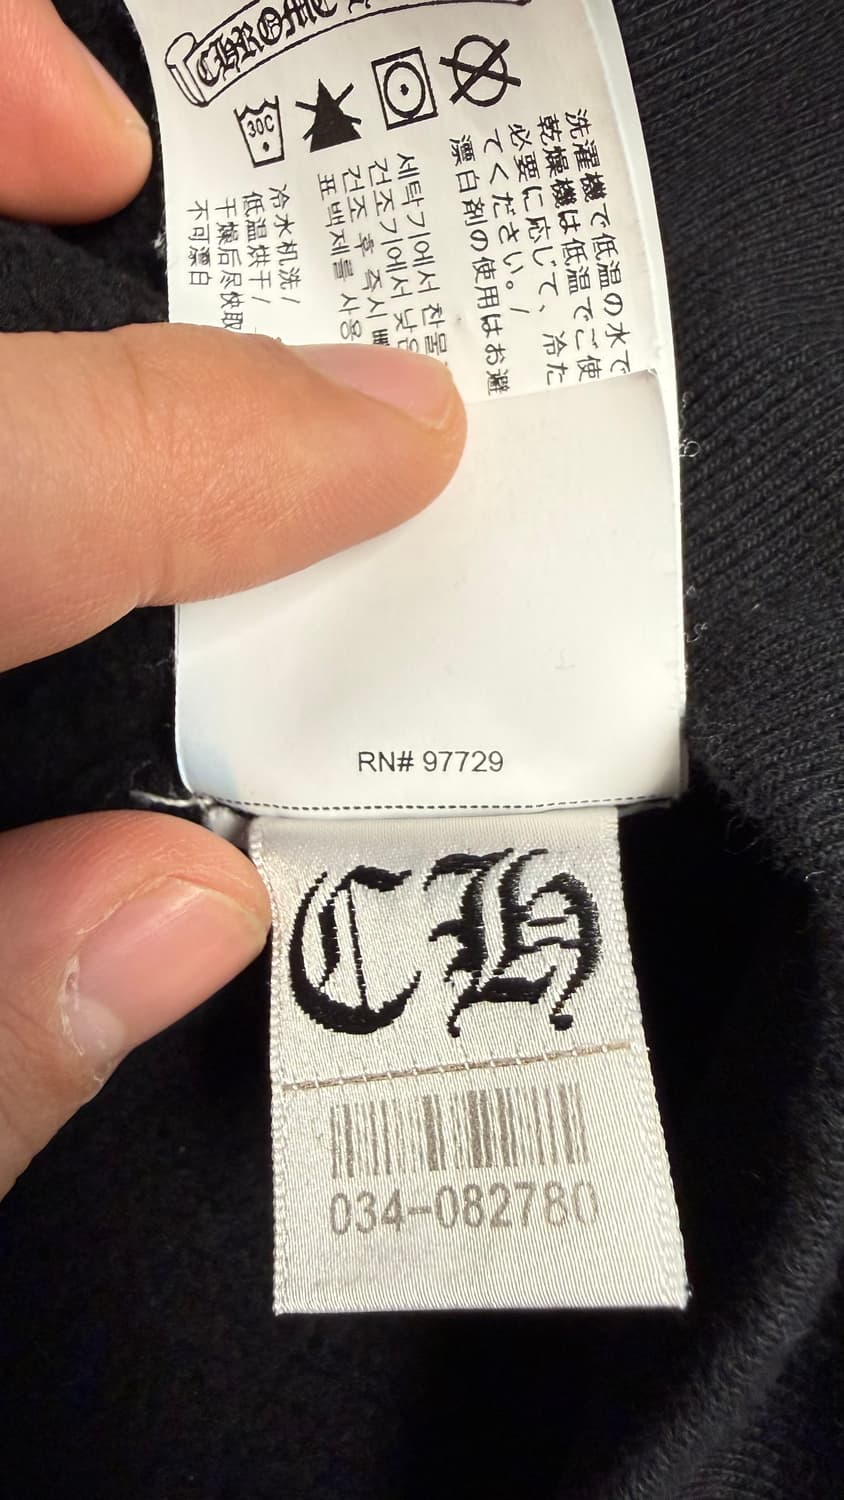 CHROME
30C
洗濯機で低温の水で
乾燥機は低温でご使
必要に応じて、冷た
てください。/
漂白剤の使用はお避
세탁기에서 찬물
건조기에서 낮은
건조 후 즉시
표백제를 사용
冷水机洗/
低温烘干/
干燥后尽快取
不可漂白
RN# 97729
CH
034-082780